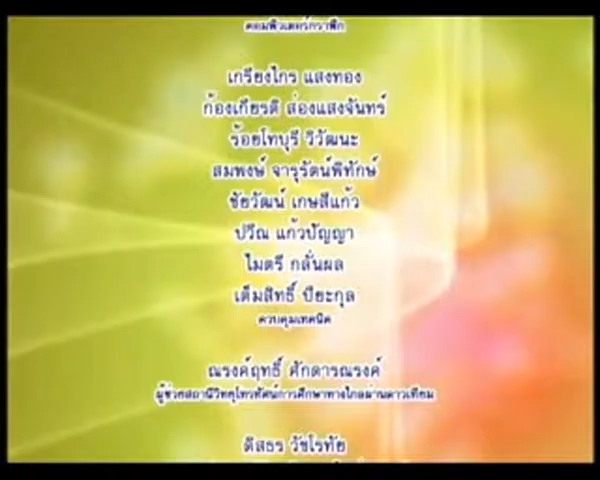 คอมพิวเตอร์กราฟิก
เกรียงไกร แสงทอง
ก้องเกียรติ ส่องแสงจันทร์
ร้อยโทบุรี วิวัฒนะ
สมพงษ์ จารุรัตน์พิทักษ์
ชัยวัฒน์ เกษสีแก้ว
ปวีณ แก้วปัญญา
ไมตรี กลั่นผล
เต็มสิทธิ์ ปิยะกุล
ควบคุมเทคนิค
ณรงค์ฤทธิ์ ศักดารณรงค์
ผู้ช่วยสถานีวิทยุโทรทัศน์การศึกษาทางไกลผ่านดาวเทียม
ดิสธร วัชโรทัย